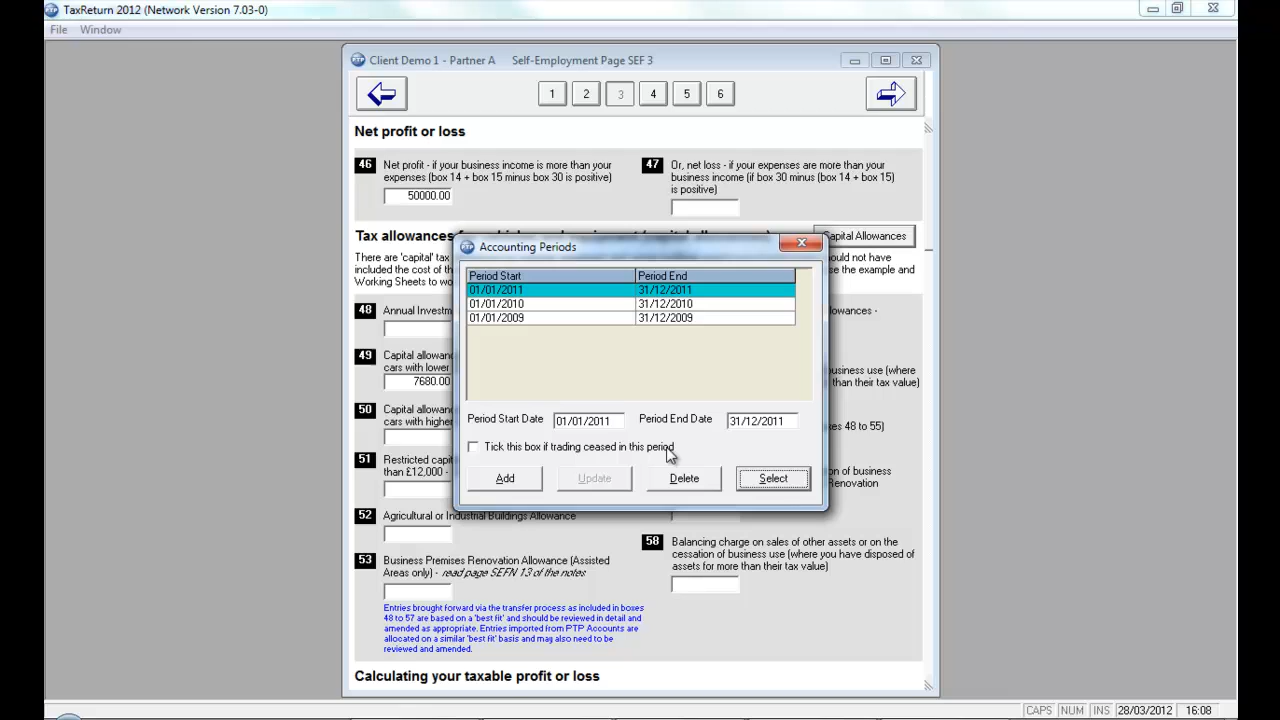 TaxReturn 2012 (Network Version 7.03-0)
File Window
Client Demo 1 - Partner A Self-Employment Page SEF 3
1 2 3 4 5 6
Net profit or loss
46 Net profit - if your business income is more than your
expenses (box 14 + box 15 minus box 30 is positive)
50000.00
47 Or, net loss - if your expenses are more than your
business income (if box 30 minus (box 14 + box 15)
is positive)
Tax allowances
Capital Allowances
There are 'capital' tax
included the cost of the
Working Sheets to wo
ould not have
se the example and
48 Annual Investm
49 Capital allowan
cars with lower
7680.00
50 Capital allowan
cars with higher
51 Restricted capit
than £12,000 -
52 Agricultural or Industrial Buildings Allowance
53 Business Premises Renovation Allowance (Assisted
Areas only) - read page SEFN 13 of the notes
Entries brought forward via the transfer process as included in boxes
48 to 57 are based on a 'best fit' and should be reviewed in detail and
amended as appropriate. Entries imported from PTP Accounts are
allocated on a similar 'best fit' basis and may also need to be
reviewed and amended.
lowances -
business use (where
than their tax value)
es 48 to 55)
on of business
Renovation
58 Balancing charge on sales of other assets or on the
cessation of business use (where you have disposed of
assets for more than their tax value)
Calculating your taxable profit or loss
Accounting Periods
Period Start Period End
01/01/2011 31/12/2011
01/01/2010 31/12/2010
01/01/2009 31/12/2009
Period Start Date 01/01/2011 Period End Date 31/12/2011
Tick this box if trading ceased in this period
Add Update Delete Select
CAPS NUM INS 28/03/2012 16:08